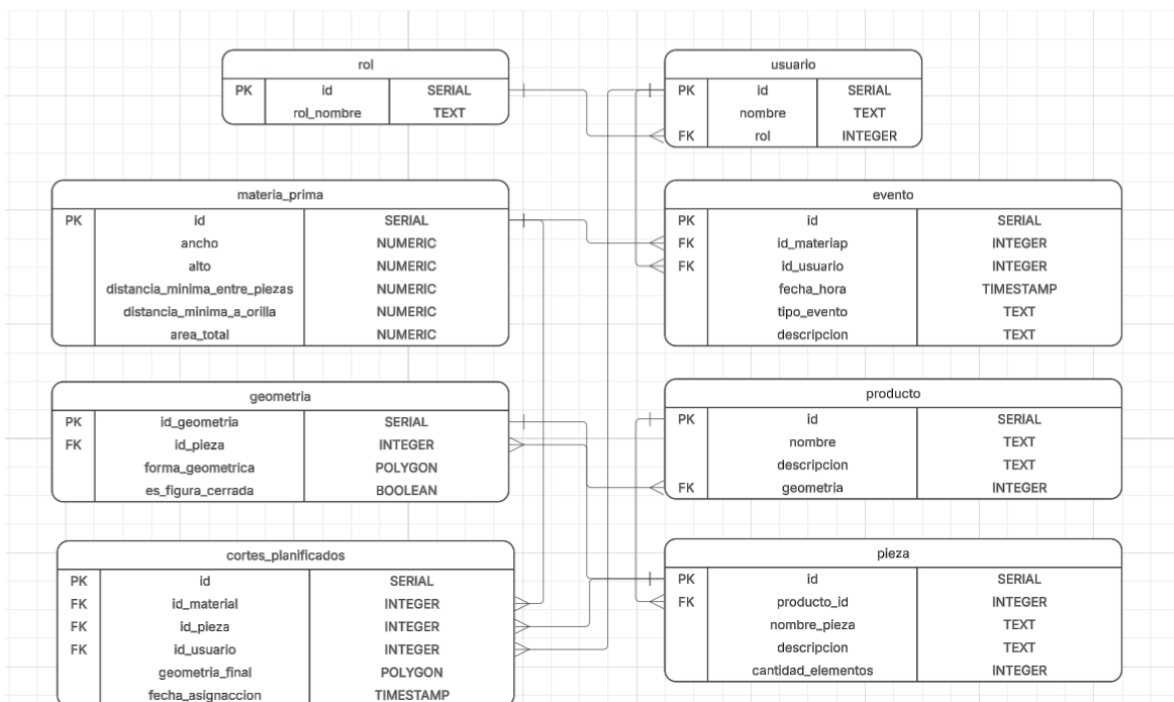 rol
PK id SERIAL
rol_nombre TEXT
usuario
PK id SERIAL
nombre TEXT
FK rol INTEGER
materia_prima
PK id SERIAL
ancho NUMERIC
alto NUMERIC
distancia_minima_entre_piezas NUMERIC
distancia_minima_a_orilla NUMERIC
area_total NUMERIC
evento
PK id SERIAL
FK id_materiap INTEGER
FK id_usuario INTEGER
fecha_hora TIMESTAMP
tipo_evento TEXT
descripcion TEXT
geometria
PK id_geometria SERIAL
FK id_pieza INTEGER
forma_geometrica POLYGON
es_figura_cerrada BOOLEAN
producto
PK id SERIAL
nombre TEXT
descripcion TEXT
FK geometria INTEGER
cortes_planificados
PK id SERIAL
FK id_material INTEGER
FK id_pieza INTEGER
FK id_usuario INTEGER
geometria_final POLYGON
fecha_asignaccion TIMESTAMP
pieza
PK id SERIAL
FK producto_id INTEGER
nombre_pieza TEXT
descripcion TEXT
cantidad_elementos INTEGER